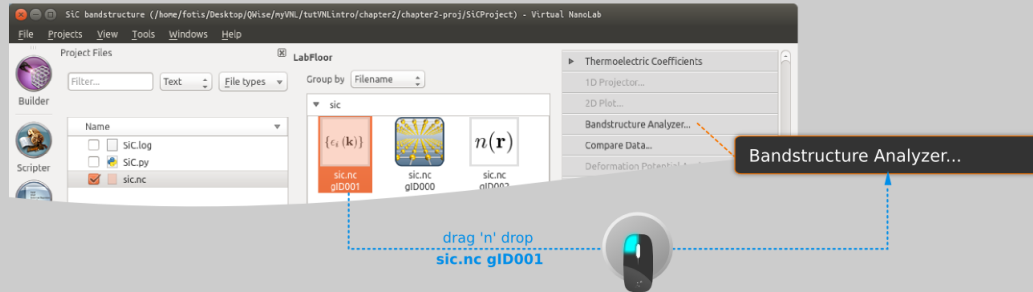 SiC bandstructure (/home/fotis/Desktop/QWise/myVNL/tutVNLintro/chapter2/chapter2-proj/SiCProject) - Virtual NanoLab
File Projects View Tools Windows Help
Project Files
LabFloor
Filter...
Text
File types
Group by
Filename
Builder
Scripter
Name
SiC.log
SiC.py
sic.nc
sic
{εᵢ(k)}
n(r)
sic.nc
gID001
sic.nc
gID000
sic.nc
gID002
Thermoelectric Coefficients
1D Projector...
2D Plot...
Bandstructure Analyzer...
Compare Data...
Deformation Potential
Bandstructure Analyzer...
drag 'n' drop
sic.nc gID001